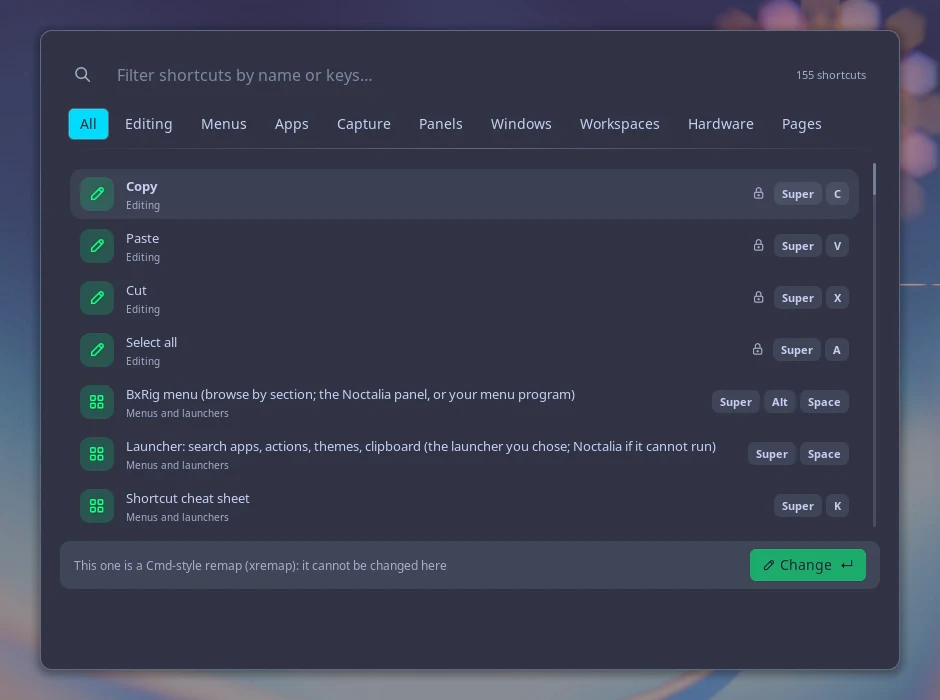 Filter shortcuts by name or keys...
155 shortcuts
All Editing Menus Apps Capture Panels Windows Workspaces Hardware Pages
Copy
Editing
Super C
Paste
Editing
Super V
Cut
Editing
Super X
Select all
Editing
Super A
BxRig menu (browse by section; the Noctalia panel, or your menu program)
Menus and launchers
Super Alt Space
Launcher: search apps, actions, themes, clipboard (the launcher you chose; Noctalia if it cannot run)
Menus and launchers
Super Space
Shortcut cheat sheet
Menus and launchers
Super K
This one is a Cmd-style remap (xremap): it cannot be changed here
Change